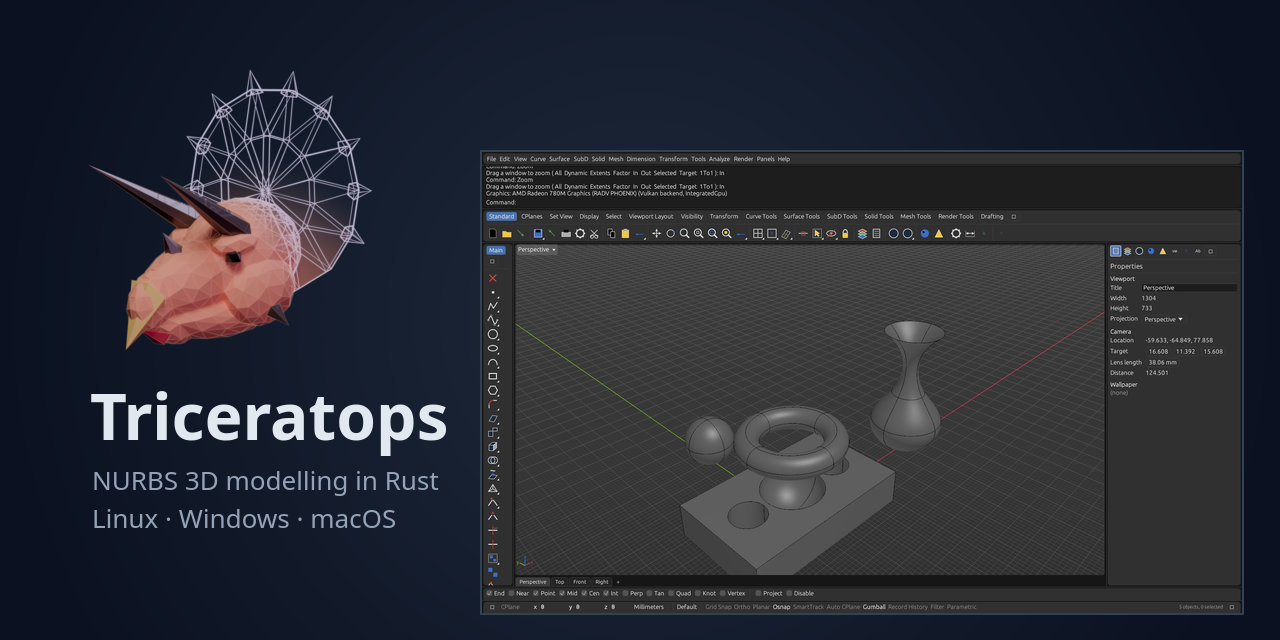 Triceratops
NURBS 3D modelling in Rust
Linux · Windows · macOS
File Edit View Curve Surface SubD Solid Mesh Dimension Transform Tools Analyze Render Panels Help
Drag a window to zoom ( All Dynamic Extents Factor In Out Selected Target 1To1 ): In
Command: Zoom
Drag a window to zoom ( All Dynamic Extents Factor In Out Selected Target 1To1 ): In
Graphics: AMD Radeon 780M Graphics (RADV PHOENIX) (Vulkan backend, IntegratedGpu)
Command:
Standard CPlanes Set View Display Select Viewport Layout Visibility Transform Curve Tools Surface Tools SubD Tools Solid Tools Mesh Tools Render Tools Drafting
Main
Perspective
Properties
Viewport
Title Perspective
Width 1304
Height 733
Projection Perspective
Camera
Location -59.633, -64.849, 77.858
Target 16.608 11.392 15.608
Lens length 38.06 mm
Distance 124.501
Wallpaper
(none)
Perspective Top Front Right +
End Near Point Mid Cen Int Perp Tan Quad Knot Vertex Project Disable
CPlane x 0 y 0 z 0 Millimeters Default Grid Snap Ortho Planar Osnap SmartTrack Auto CPlane Gumball Record History Filter Parametric 5 objects, 0 selected